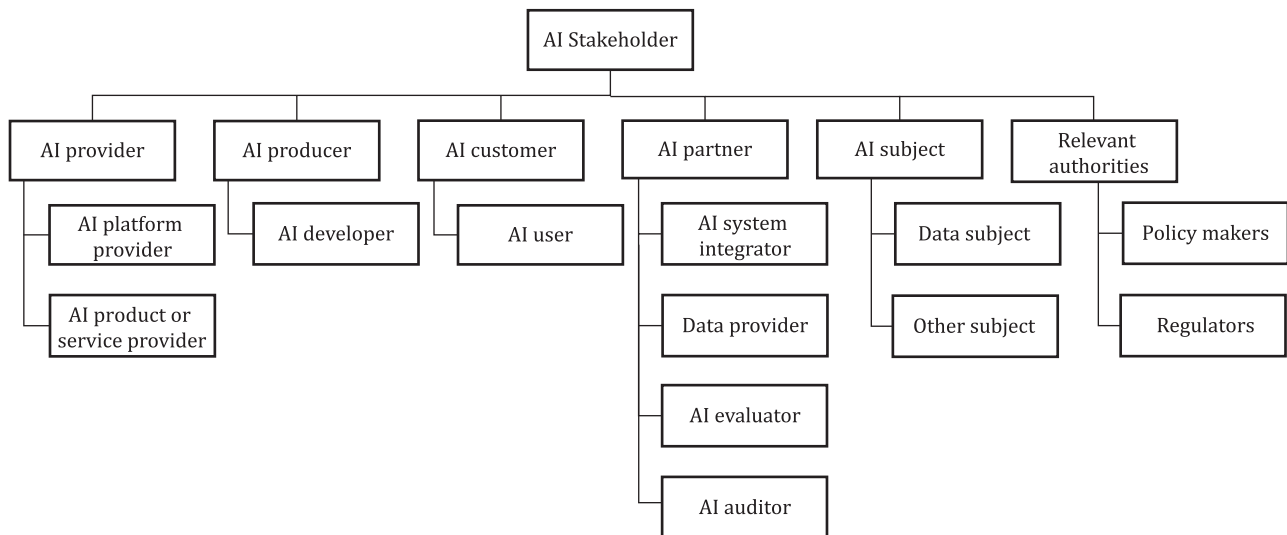 AI Stakeholder
AI provider
AI producer
AI customer
AI partner
AI subject
Relevant
authorities
AI platform
provider
AI developer
AI user
AI system
integrator
Data subject
Policy makers
AI product or
service provider
Data provider
Other subject
Regulators
AI evaluator
AI auditor